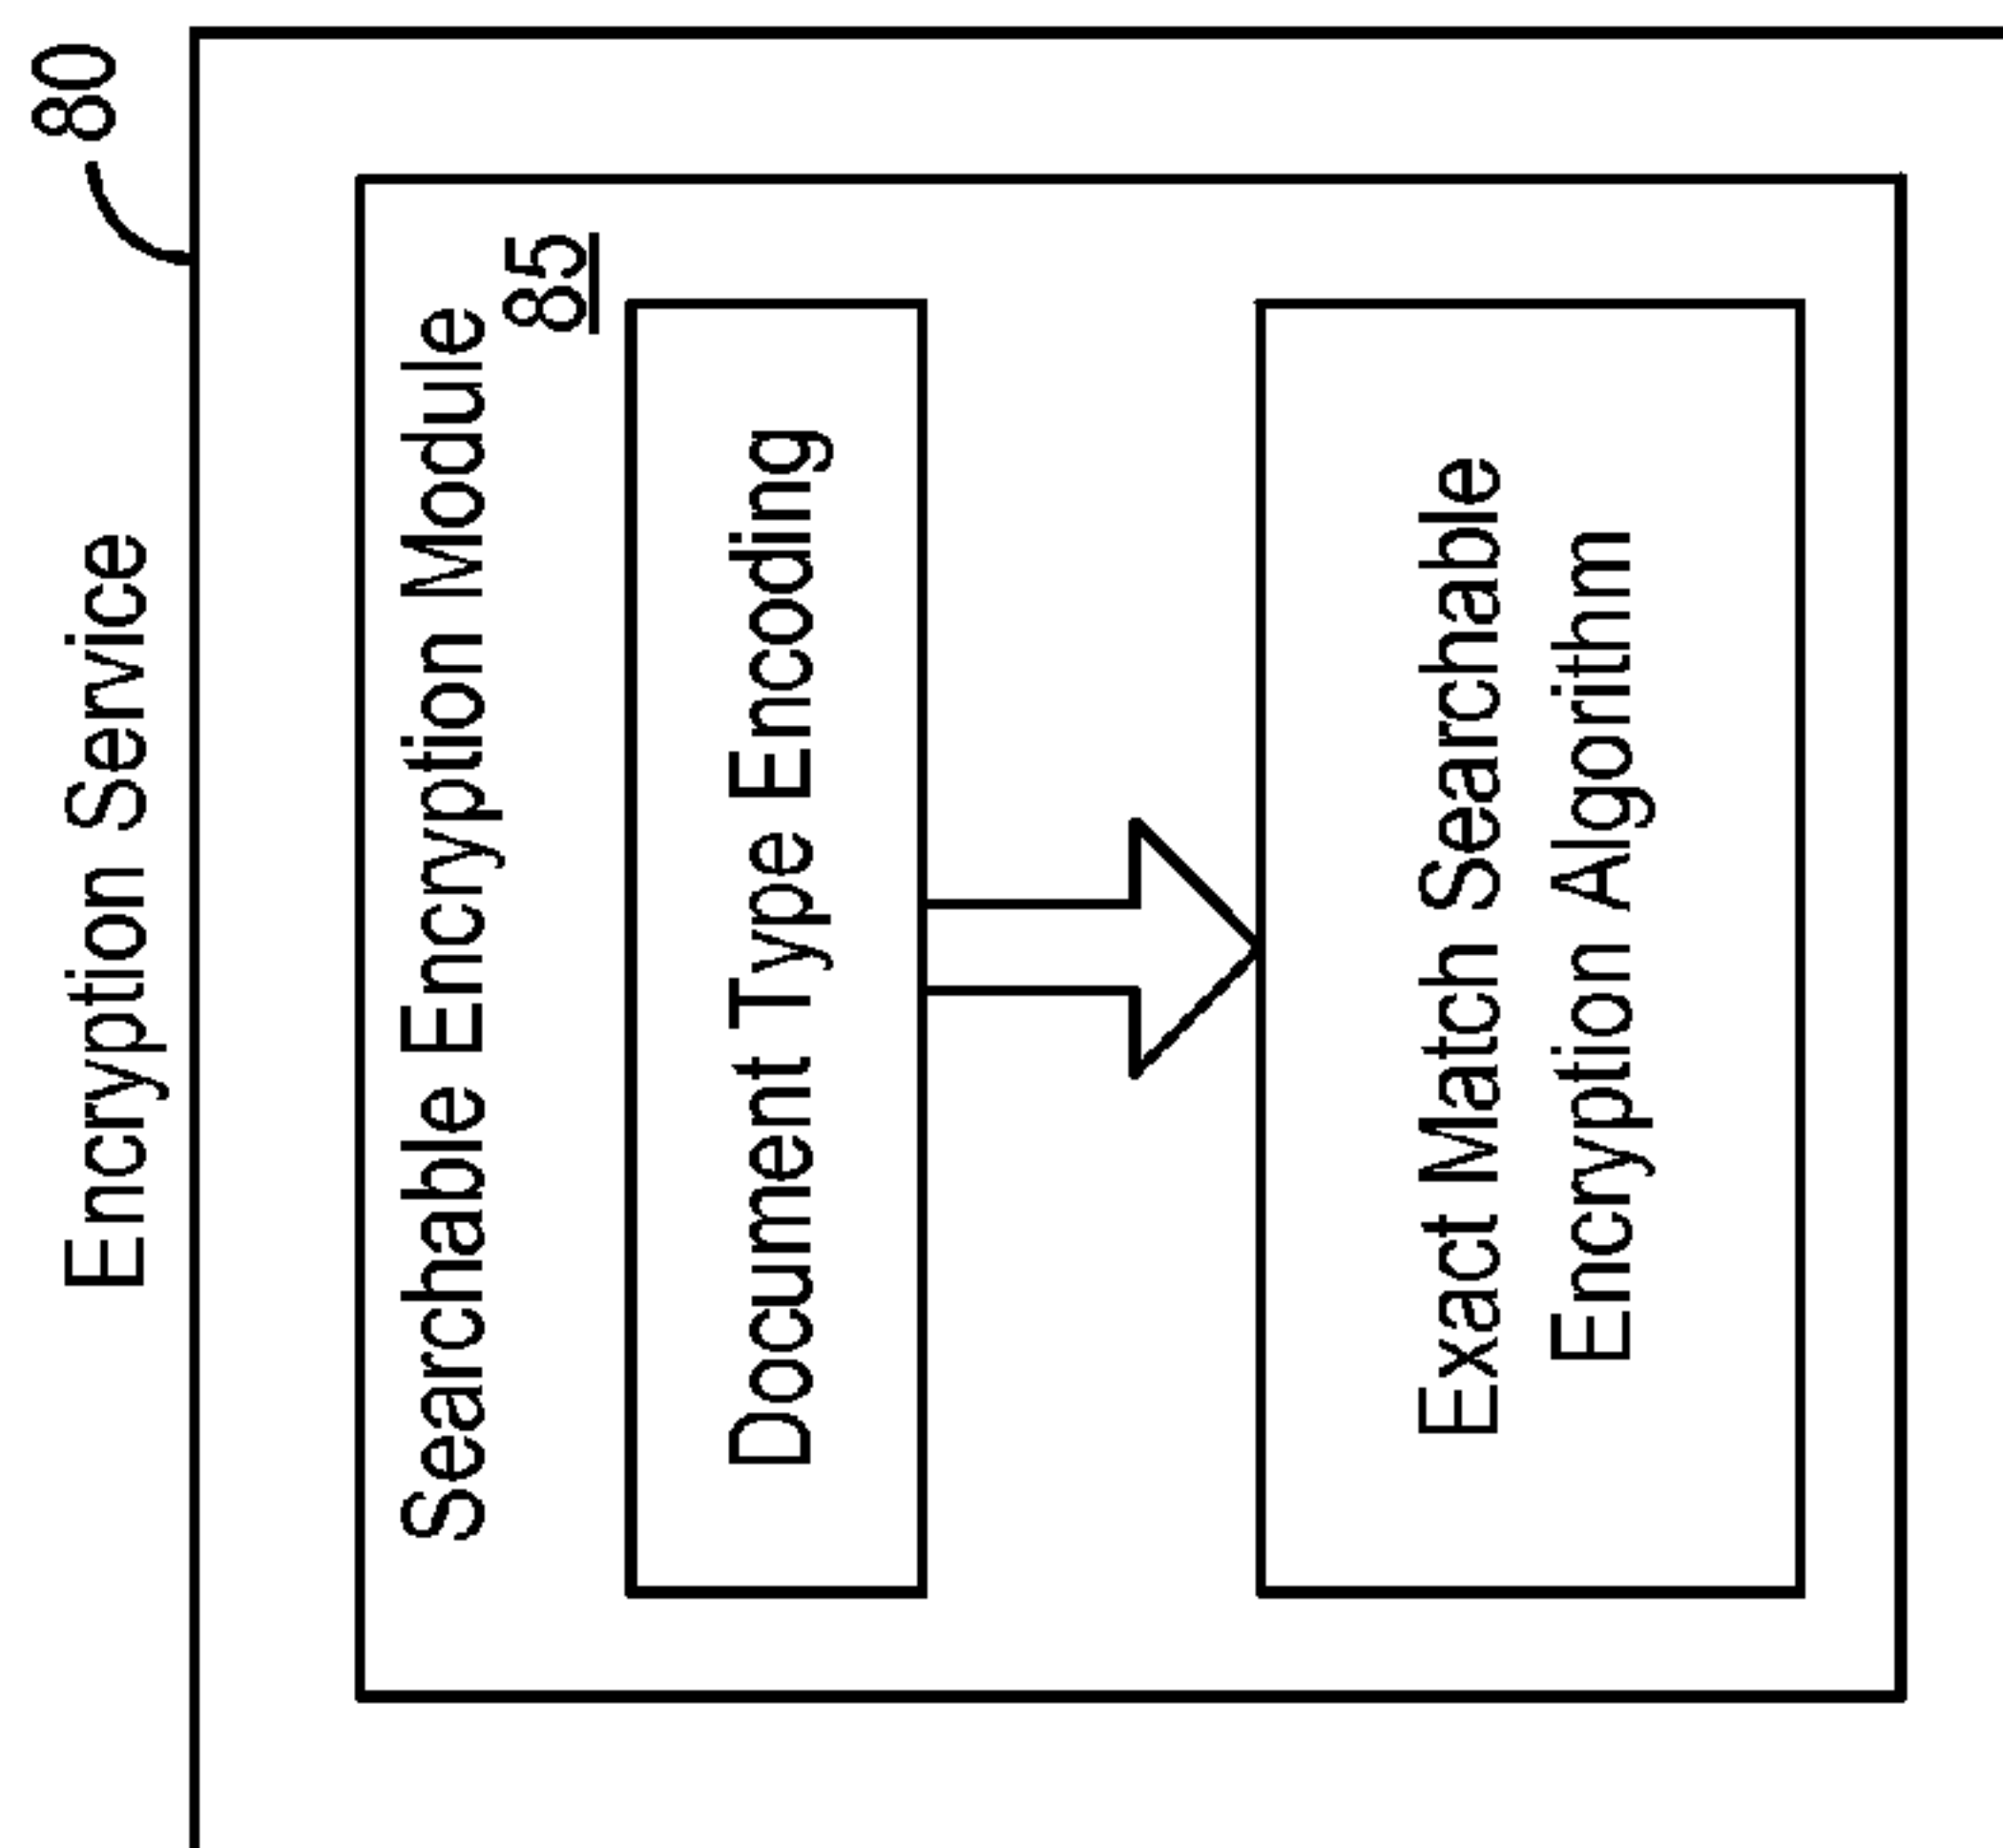 Encryption Service
80
Searchable Encryption Module
85
Document Type Encoding
Exact Match Searchable
Encryption Algorithm